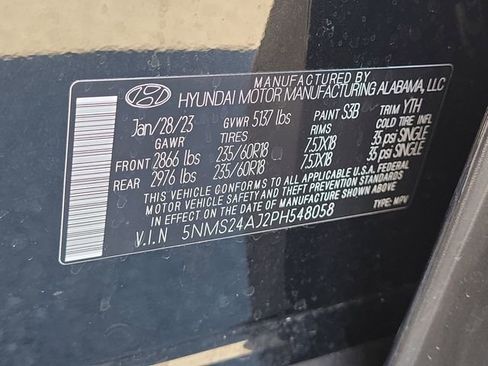 MANUFACTURED BY
HYUNDAI MOTOR MANUFACTURING ALABAMA, LLC
Jan/28/23 GVWR 5137 lbs PAINT S3B TRIM YTH
GAWR TIRES RIMS COLD TIRE INFL
FRONT 2866 lbs 235/60R18 7.5JX18 35 psi SINGLE
REAR 2976 lbs 235/60R18 7.5JX18 35 psi SINGLE
THIS VEHICLE CONFORMS TO ALL APPLICABLE U.S.A. FEDERAL
MOTOR VEHICLE SAFETY AND THEFT PREVENTION STANDARDS
IN EFFECT ON THE DATE OF MANUFACTURE SHOWN ABOVE
V.I.N 5NMS24AJ2PH548058 TYPE: MPV